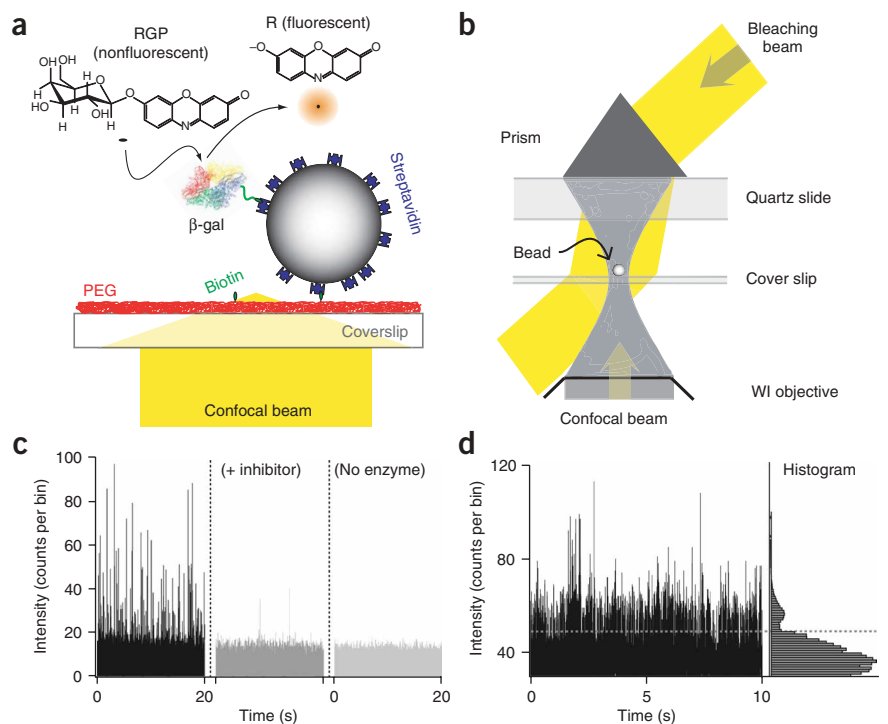 a
RGP
(nonfluorescent)
R (fluorescent)
OH
OH
O
HO
H
H
OH
H
H
O
O
N
O
−O
O
N
O
β-gal
Streptavidin
PEG
Biotin
Coverslip
Confocal beam
b
Bleaching
beam
Prism
Quartz slide
Bead
Cover slip
WI objective
Confocal beam
c
Intensity (counts per bin)
100
80
60
40
20
0
(+ inhibitor)
(No enzyme)
0
20
0
20
Time (s)
d
Intensity (counts per bin)
120
80
40
Histogram
0
5
10
Time (s)